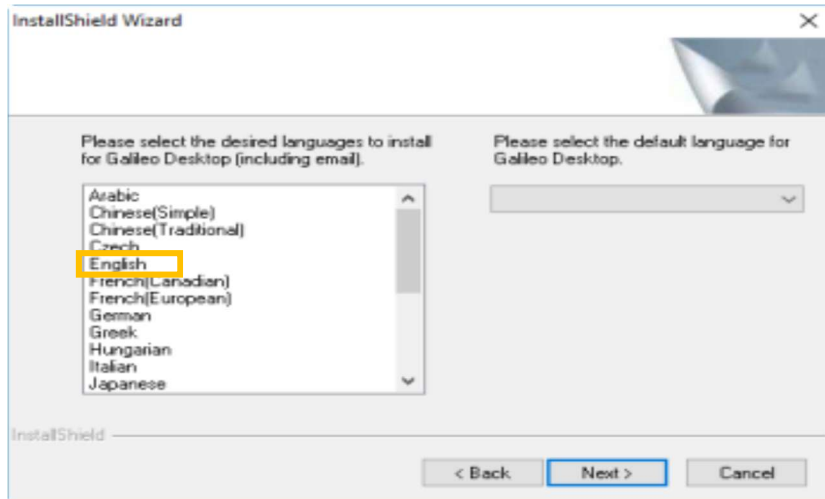 InstallShield Wizard
Please select the desired languages to install
for Galileo Desktop (including email).
Arabic
Chinese(Simple)
Chinese(Traditional)
Czech
English
French(Canadian)
French(European)
German
Greek
Hungarian
Italian
Japanese
Please select the default language for
Galileo Desktop.
InstallShield
< Back
Next >
Cancel